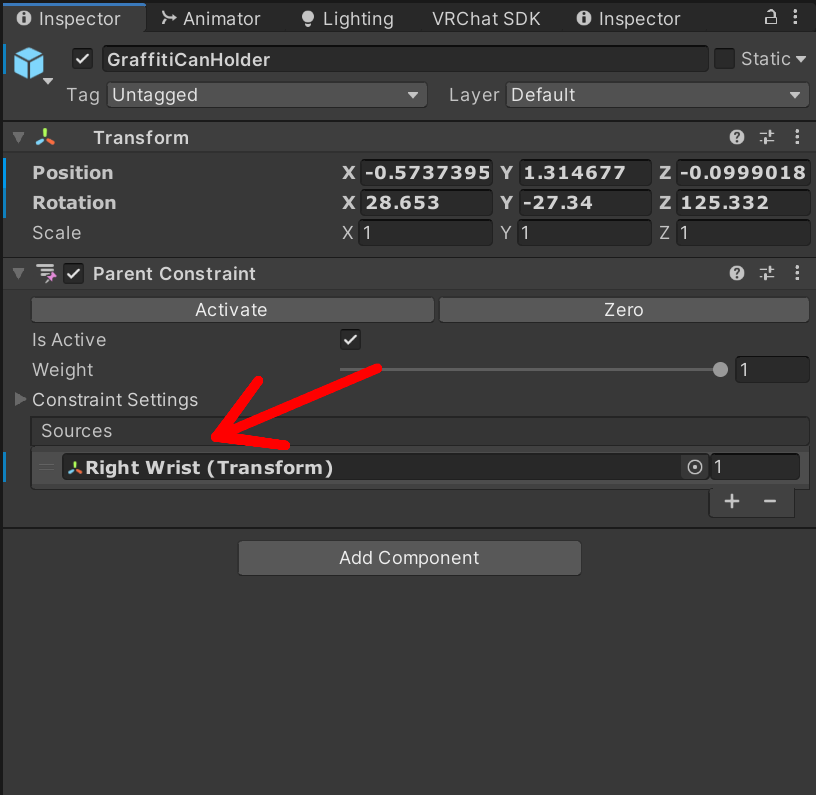 Inspector Animator Lighting VRChat SDK Inspector
GraffitiCanHolder Static
Tag Untagged Layer Default
Transform
Position X -0.5737395 Y 1.314677 Z -0.0999018
Rotation X 28.653 Y -27.34 Z 125.332
Scale X 1 Y 1 Z 1
Parent Constraint
Activate Zero
Is Active
Weight 1
Constraint Settings
Sources
Right Wrist (Transform) 1
Add Component